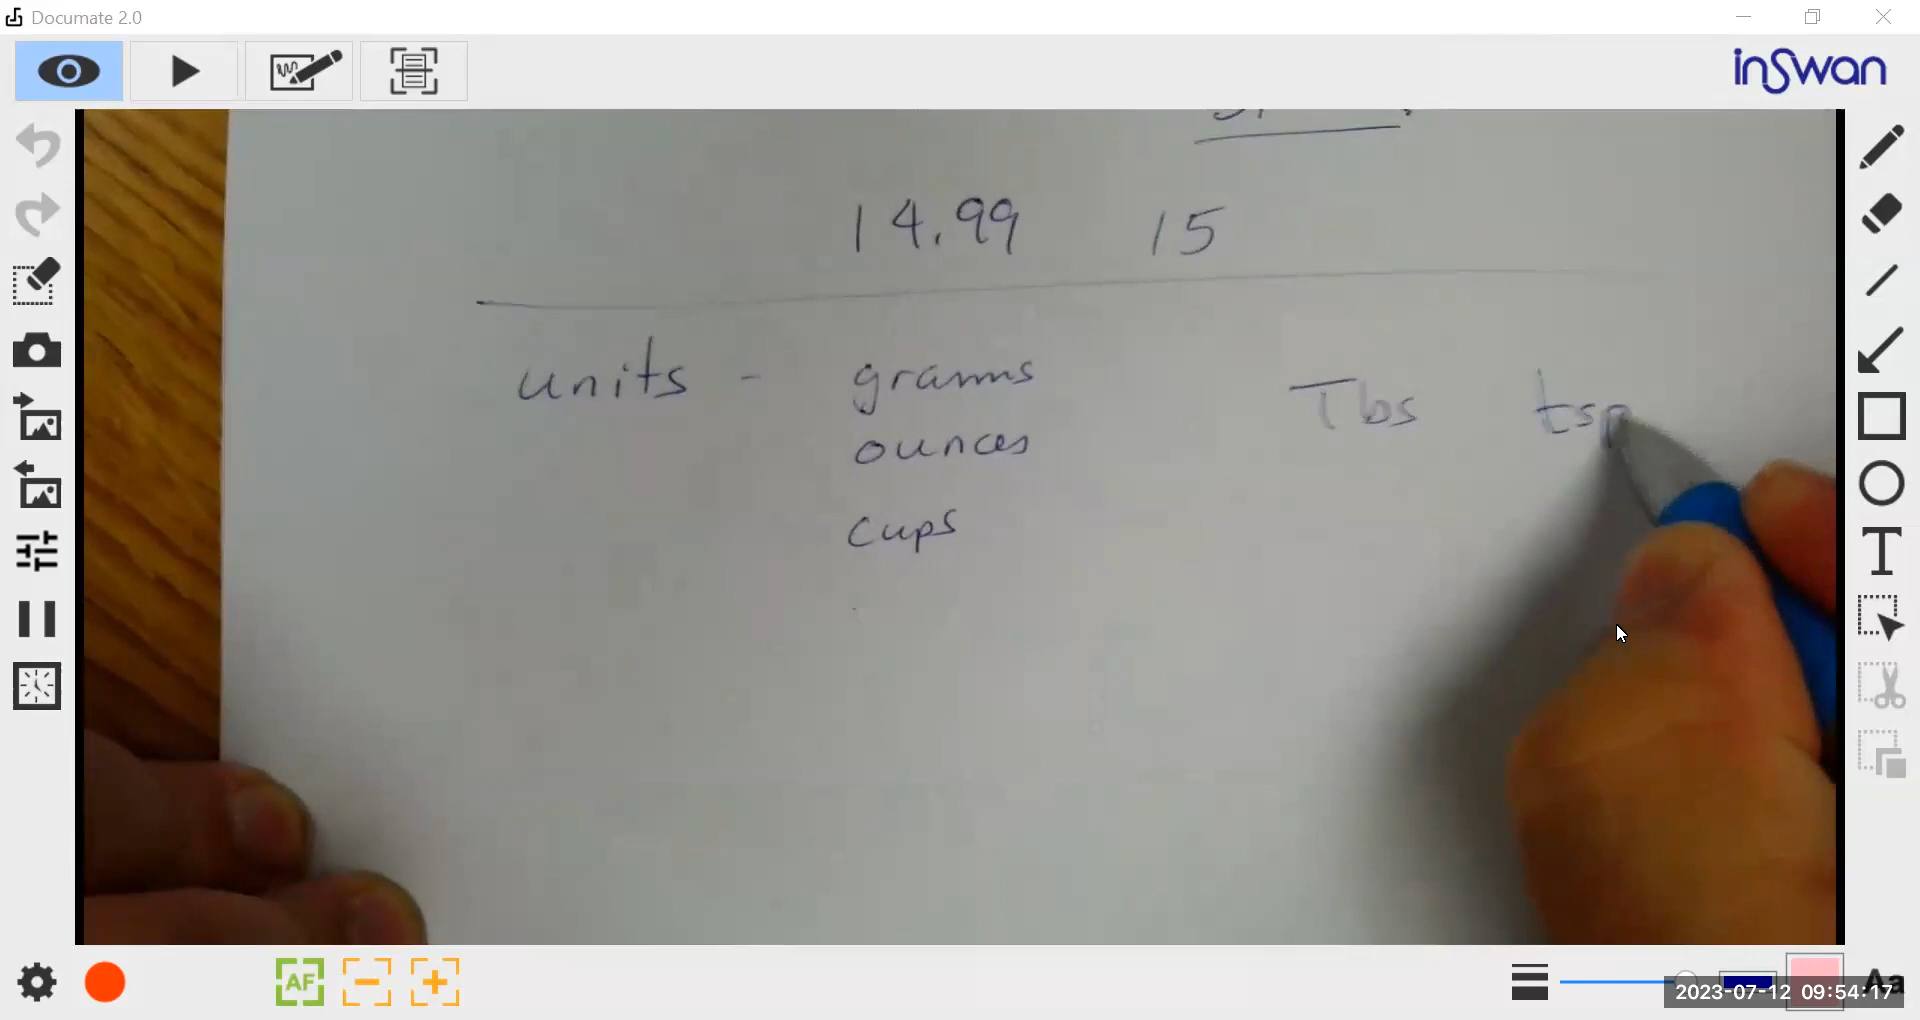 Documate 2.0
inSwan
14.99 15
units - grams Tbs tsp
ounces
cups
T
AF
Aa
2023-07-12 09:54:17